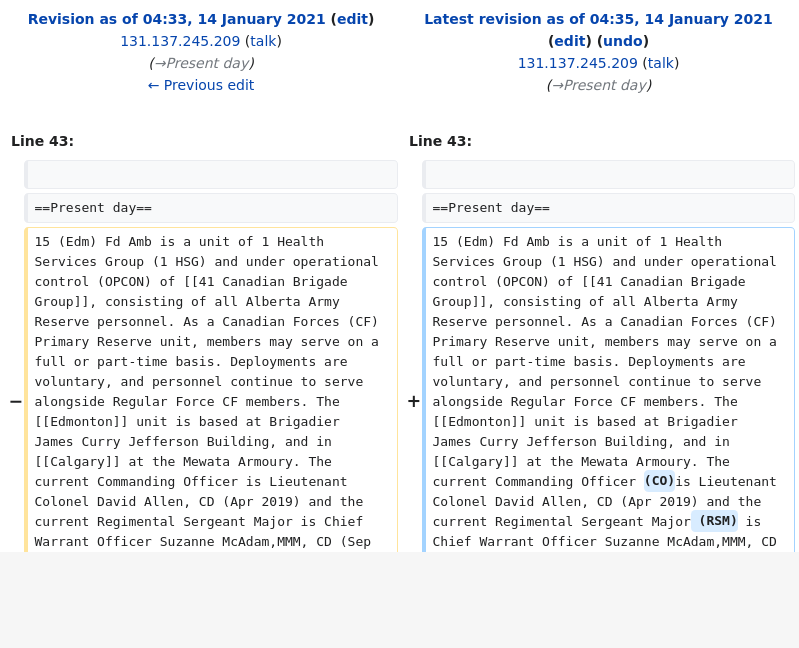 Revision as of 04:33, 14 January 2021 (edit)
131.137.245.209 (talk)
(→Present day)
← Previous edit
Latest revision as of 04:35, 14 January 2021
(edit) (undo)
131.137.245.209 (talk)
(→Present day)
Line 43:
Line 43:
==Present day==
==Present day==
−
15 (Edm) Fd Amb is a unit of 1 Health
Services Group (1 HSG) and under operational
control (OPCON) of [[41 Canadian Brigade
Group]], consisting of all Alberta Army
Reserve personnel. As a Canadian Forces (CF)
Primary Reserve unit, members may serve on a
full or part-time basis. Deployments are
voluntary, and personnel continue to serve
alongside Regular Force CF members. The
[[Edmonton]] unit is based at Brigadier
James Curry Jefferson Building, and in
[[Calgary]] at the Mewata Armoury. The
current Commanding Officer is Lieutenant
Colonel David Allen, CD (Apr 2019) and the
current Regimental Sergeant Major is Chief
Warrant Officer Suzanne McAdam,MMM, CD (Sep
+
15 (Edm) Fd Amb is a unit of 1 Health
Services Group (1 HSG) and under operational
control (OPCON) of [[41 Canadian Brigade
Group]], consisting of all Alberta Army
Reserve personnel. As a Canadian Forces (CF)
Primary Reserve unit, members may serve on a
full or part-time basis. Deployments are
voluntary, and personnel continue to serve
alongside Regular Force CF members. The
[[Edmonton]] unit is based at Brigadier
James Curry Jefferson Building, and in
[[Calgary]] at the Mewata Armoury. The
current Commanding Officer (CO)is Lieutenant
Colonel David Allen, CD (Apr 2019) and the
current Regimental Sergeant Major (RSM) is
Chief Warrant Officer Suzanne McAdam,MMM, CD